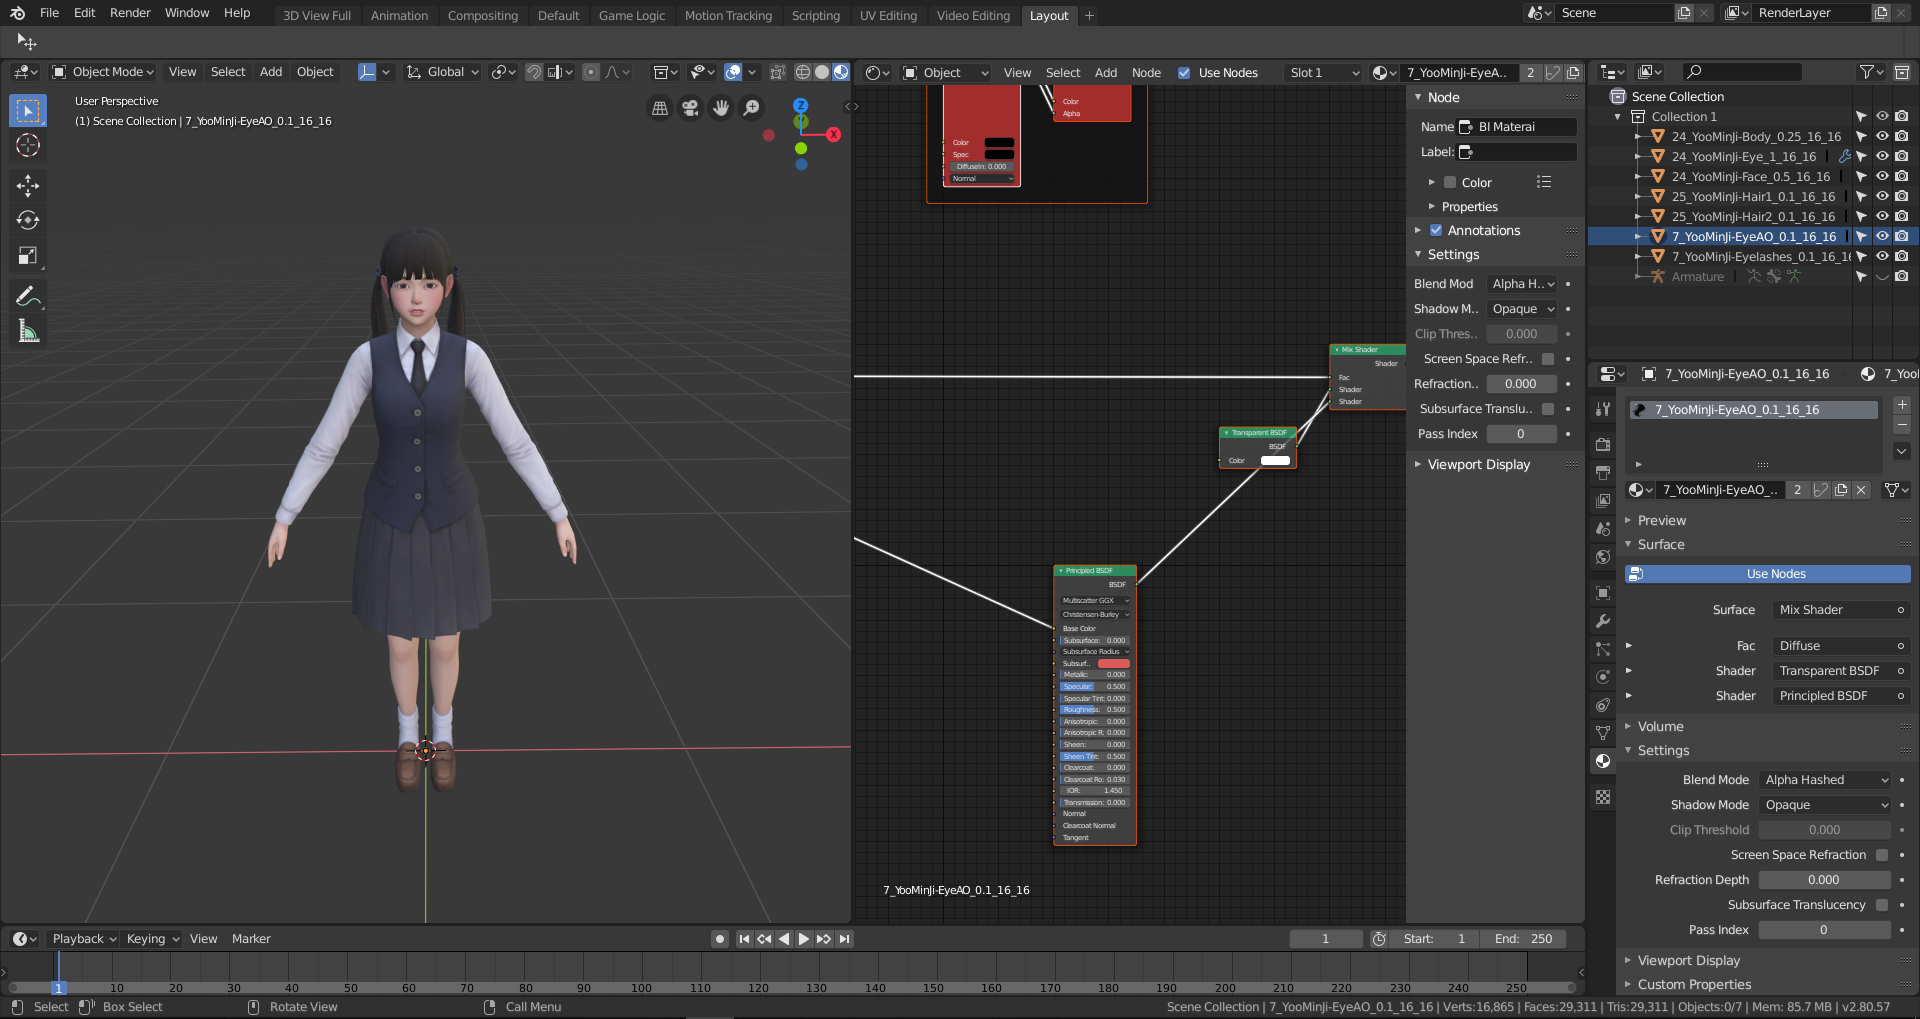 File Edit Render Window Help
3D View Full Animation Compositing Default Game Logic Motion Tracking Scripting UV Editing Video Editing Layout +
Scene
RenderLayer
Object Mode View Select Add Object
Global
User Perspective
(1) Scene Collection | 7_YooMinJi-EyeAO_0.1_16_16
Z
X
Object View Select Add Node Use Nodes Slot 1 7_YooMinJi-EyeA.. 2
Color
Alpha
Color
Spec
DiffuseIn: 0.000
Normal
Mix Shader
Shader
Fac
Shader
Shader
Transparent BSDF
BSDF
Color
Principled BSDF
BSDF
Multiscatter GGX
Christensen-Burley
Base Color
Subsurface: 0.000
Subsurface Radius
Subsurf..
Metallic: 0.000
Specular: 0.500
Specular Tint: 0.000
Roughness: 0.500
Anisotropic: 0.000
Anisotropic R: 0.000
Sheen: 0.000
Sheen Tint: 0.500
Clearcoat: 0.000
Clearcoat Ro: 0.030
IOR: 1.450
Transmission: 0.000
Normal
Clearcoat Normal
Tangent
7_YooMinJi-EyeAO_0.1_16_16
Node
Name BI Materai
Label:
Color
Properties
Annotations
Settings
Blend Mod Alpha H..
Shadow M.. Opaque
Clip Thres.. 0.000
Screen Space Refr..
Refraction.. 0.000
Subsurface Translu..
Pass Index 0
Viewport Display
Scene Collection
Collection 1
24_YooMinJi-Body_0.25_16_16
24_YooMinJi-Eye_1_16_16
24_YooMinJi-Face_0.5_16_16
25_YooMinJi-Hair1_0.1_16_16
25_YooMinJi-Hair2_0.1_16_16
7_YooMinJi-EyeAO_0.1_16_16
7_YooMinJi-Eyelashes_0.1_16_16
Armature
7_YooMinJi-EyeAO_0.1_16_16 7_Yool
7_YooMinJi-EyeAO_0.1_16_16
7_YooMinJi-EyeAO_.. 2
Preview
Surface
Use Nodes
Surface Mix Shader
Fac Diffuse
Shader Transparent BSDF
Shader Principled BSDF
Volume
Settings
Blend Mode Alpha Hashed
Shadow Mode Opaque
Clip Threshold 0.000
Screen Space Refraction
Refraction Depth 0.000
Subsurface Translucency
Pass Index 0
Viewport Display
Custom Properties
Playback Keying View Marker
1 Start: 1 End: 250
1 10 20 30 40 50 60 70 80 90 100 110 120 130 140 150 160 170 180 190 200 210 220 230 240 250
Select Box Select Rotate View Call Menu
Scene Collection | 7_YooMinJi-EyeAO_0.1_16_16 | Verts:16,865 | Faces:29,311 | Tris:29,311 | Objects:0/7 | Mem: 85.7 MB | v2.80.57